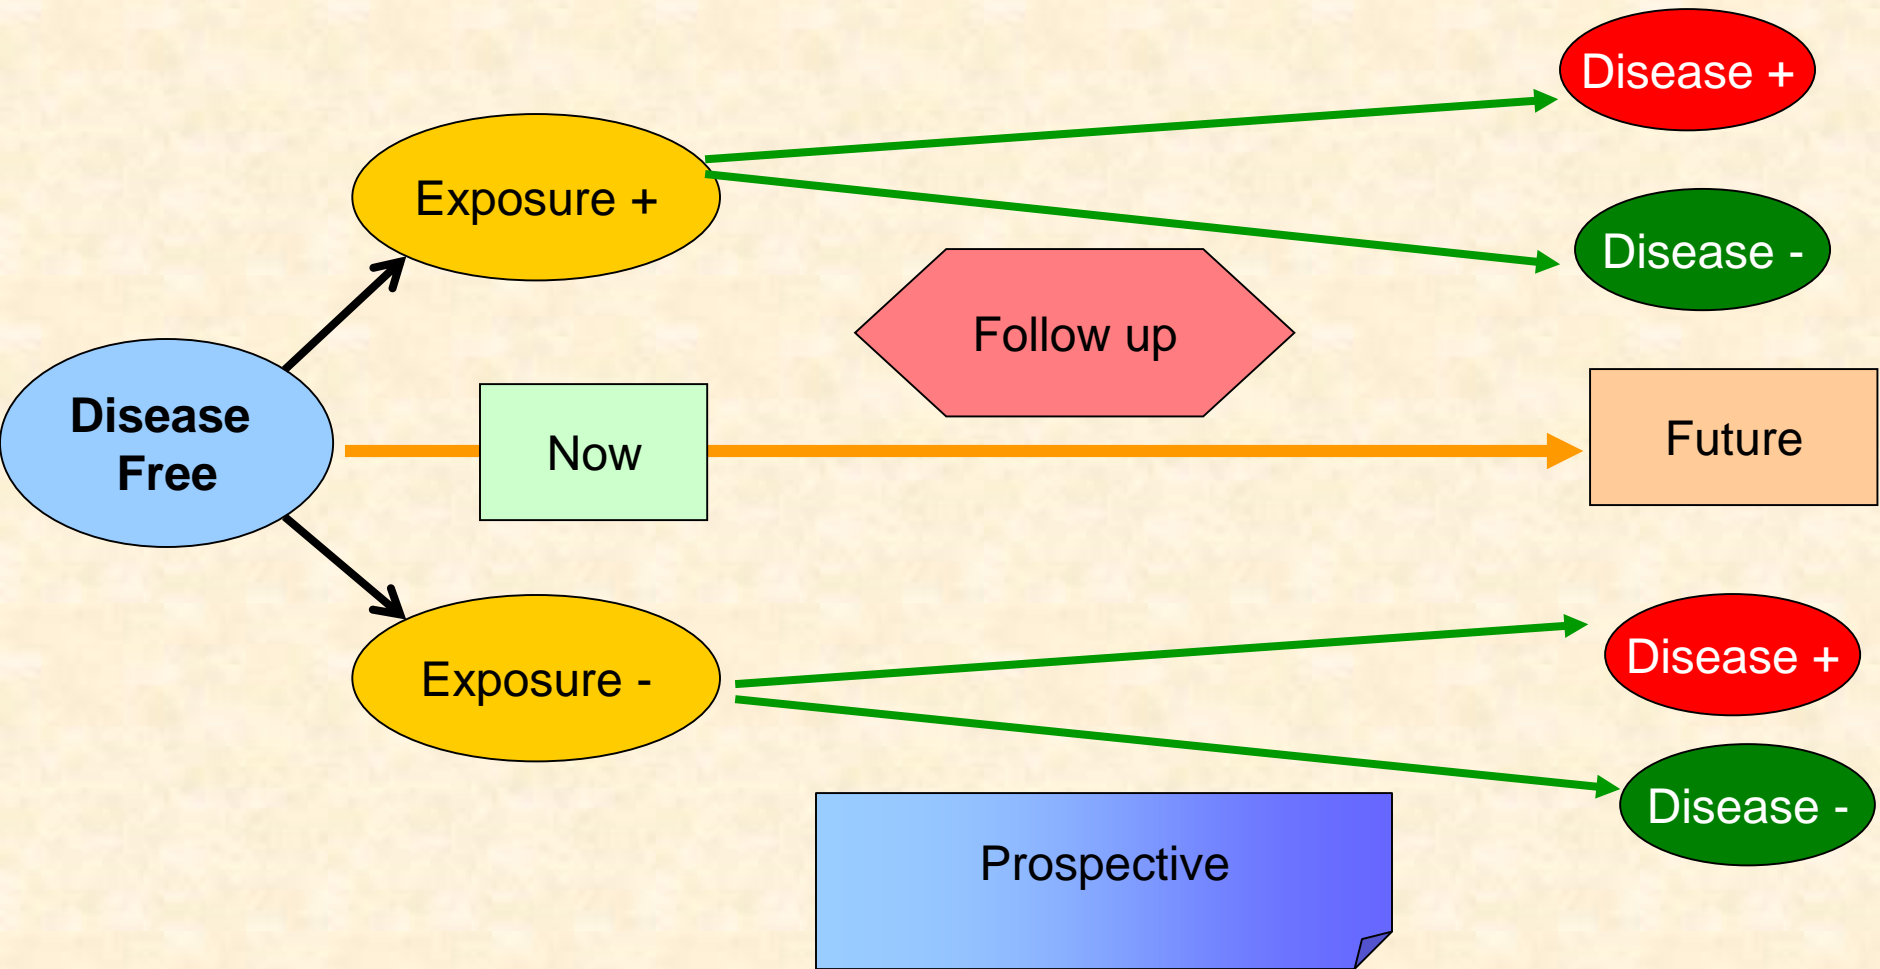 Disease +
Exposure +
Disease -
Follow up
Disease
Free
Now
Future
Exposure -
Disease +
Disease -
Prospective